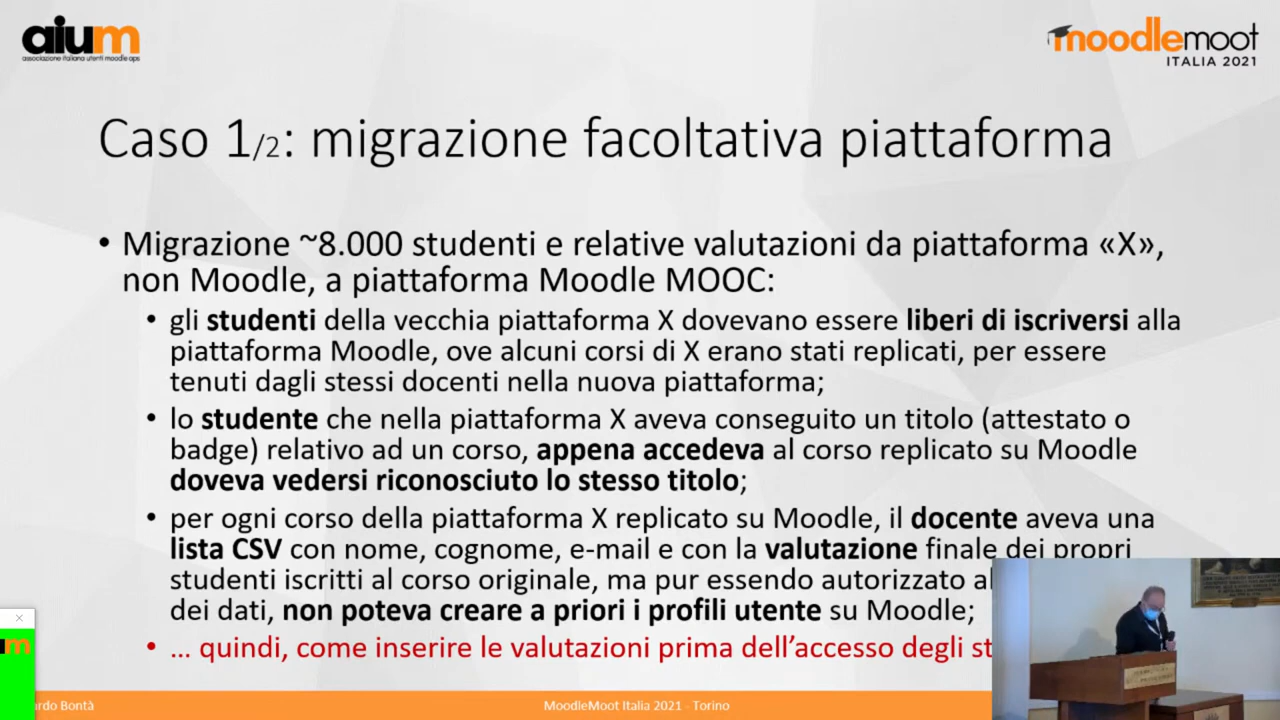 aium
associazione italiana utenti moodle aps
moodlemoot
ITALIA 2021
Caso 1/2: migrazione facoltativa piattaforma
• Migrazione ~8.000 studenti e relative valutazioni da piattaforma «X»,
non Moodle, a piattaforma Moodle MOOC:
• gli studenti della vecchia piattaforma X dovevano essere liberi di iscriversi alla
piattaforma Moodle, ove alcuni corsi di X erano stati replicati, per essere
tenuti dagli stessi docenti nella nuova piattaforma;
• lo studente che nella piattaforma X aveva conseguito un titolo (attestato o
badge) relativo ad un corso, appena accedeva al corso replicato su Moodle
doveva vedersi riconosciuto lo stesso titolo;
• per ogni corso della piattaforma X replicato su Moodle, il docente aveva una
lista CSV con nome, cognome, e-mail e con la valutazione finale dei propri
studenti iscritti al corso originale, ma pur essendo autorizzato al
dei dati, non poteva creare a priori i profili utente su Moodle;
• … quindi, come inserire le valutazioni prima dell'accesso degli st
m
rdo Bontà
MoodleMoot Italia 2021 - Torino